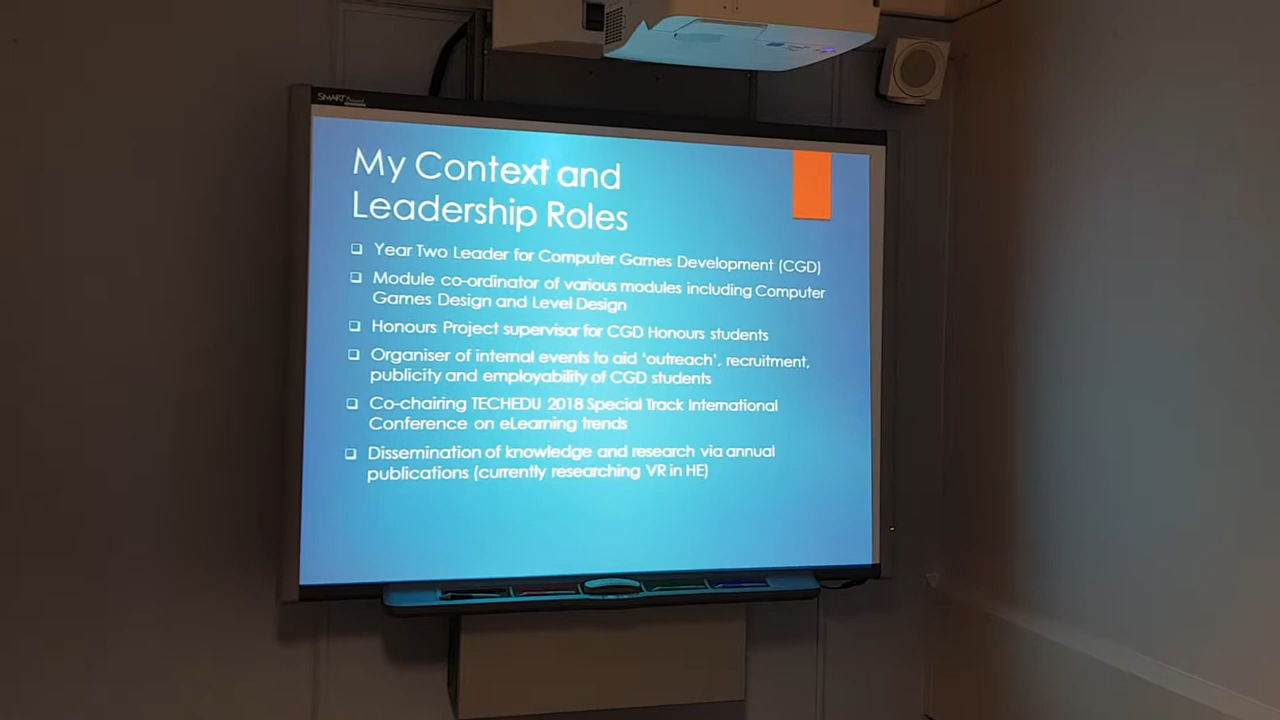 SMART
My Context and
Leadership Roles
Year Two Leader for Computer Games Development (CGD)
Module co-ordinator of various modules including Computer
Games Design and Level Design
Honours Project supervisor for CGD Honours students
Organiser of internal events to aid ‘outreach’, recruitment,
publicity and employability of CGD students
Co-chairing TECHEDU 2018 Special Track International
Conference on eLearning trends
Dissemination of knowledge and research via annual
publications (currently researching VR in HE)